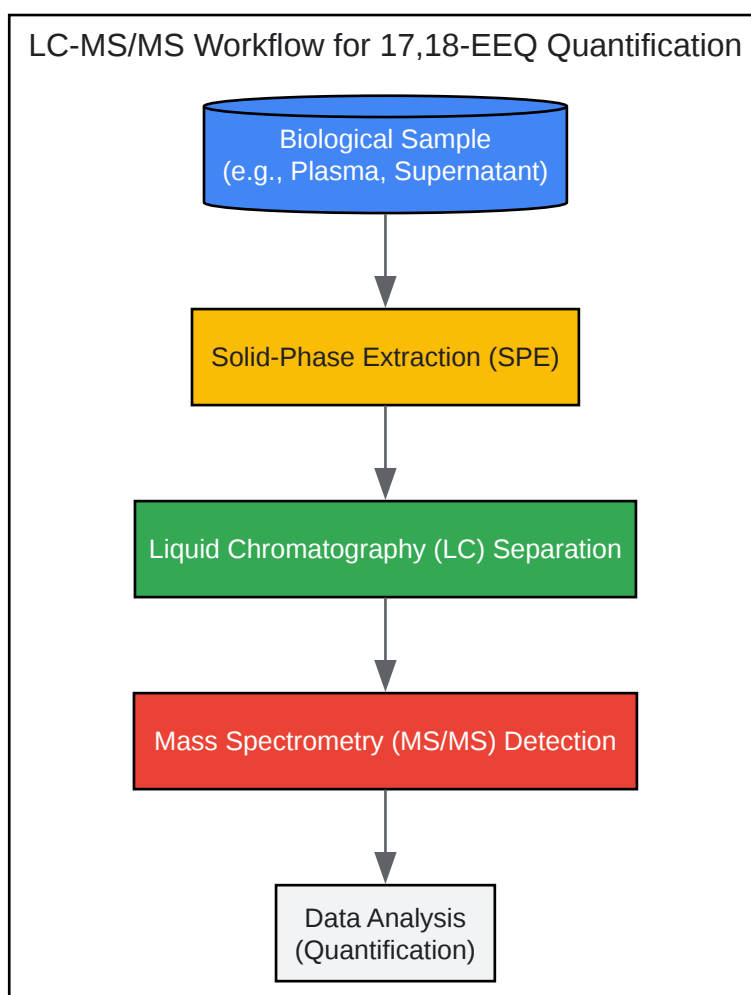 LC-MS/MS Workflow for 17,18-EEQ Quantification
Biological Sample
(e.g., Plasma, Supernatant)
Solid-Phase Extraction (SPE)
Liquid Chromatography (LC) Separation
Mass Spectrometry (MS/MS) Detection
Data Analysis
(Quantification)